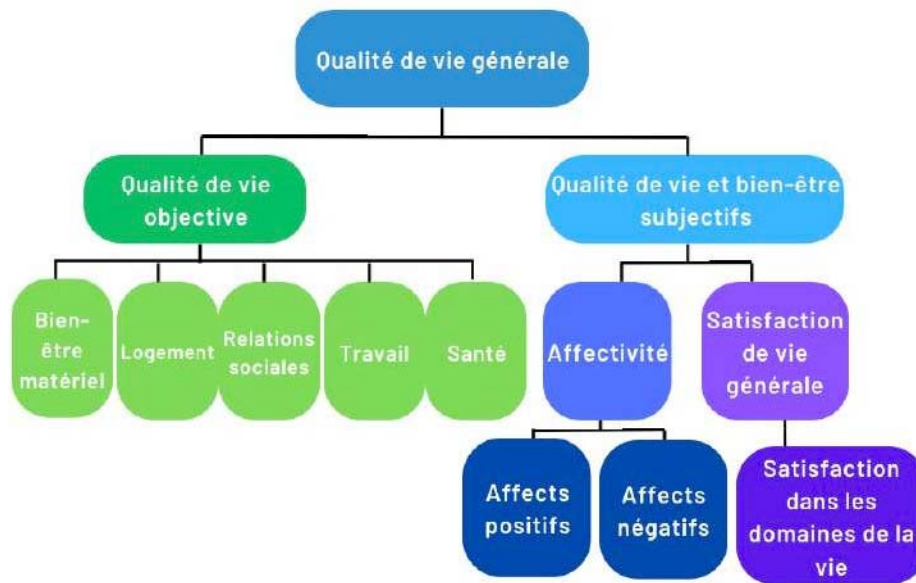 Qualité de vie générale
Qualité de vie
objective
Qualité de vie et bien-être
subjectifs
Bien-
être
matériel
Logement
Relations
sociales
Travail
Santé
Affectivité
Satisfaction
de vie
générale
Affects
positifs
Affects
négatifs
Satisfaction
dans les
domaines de la
vie